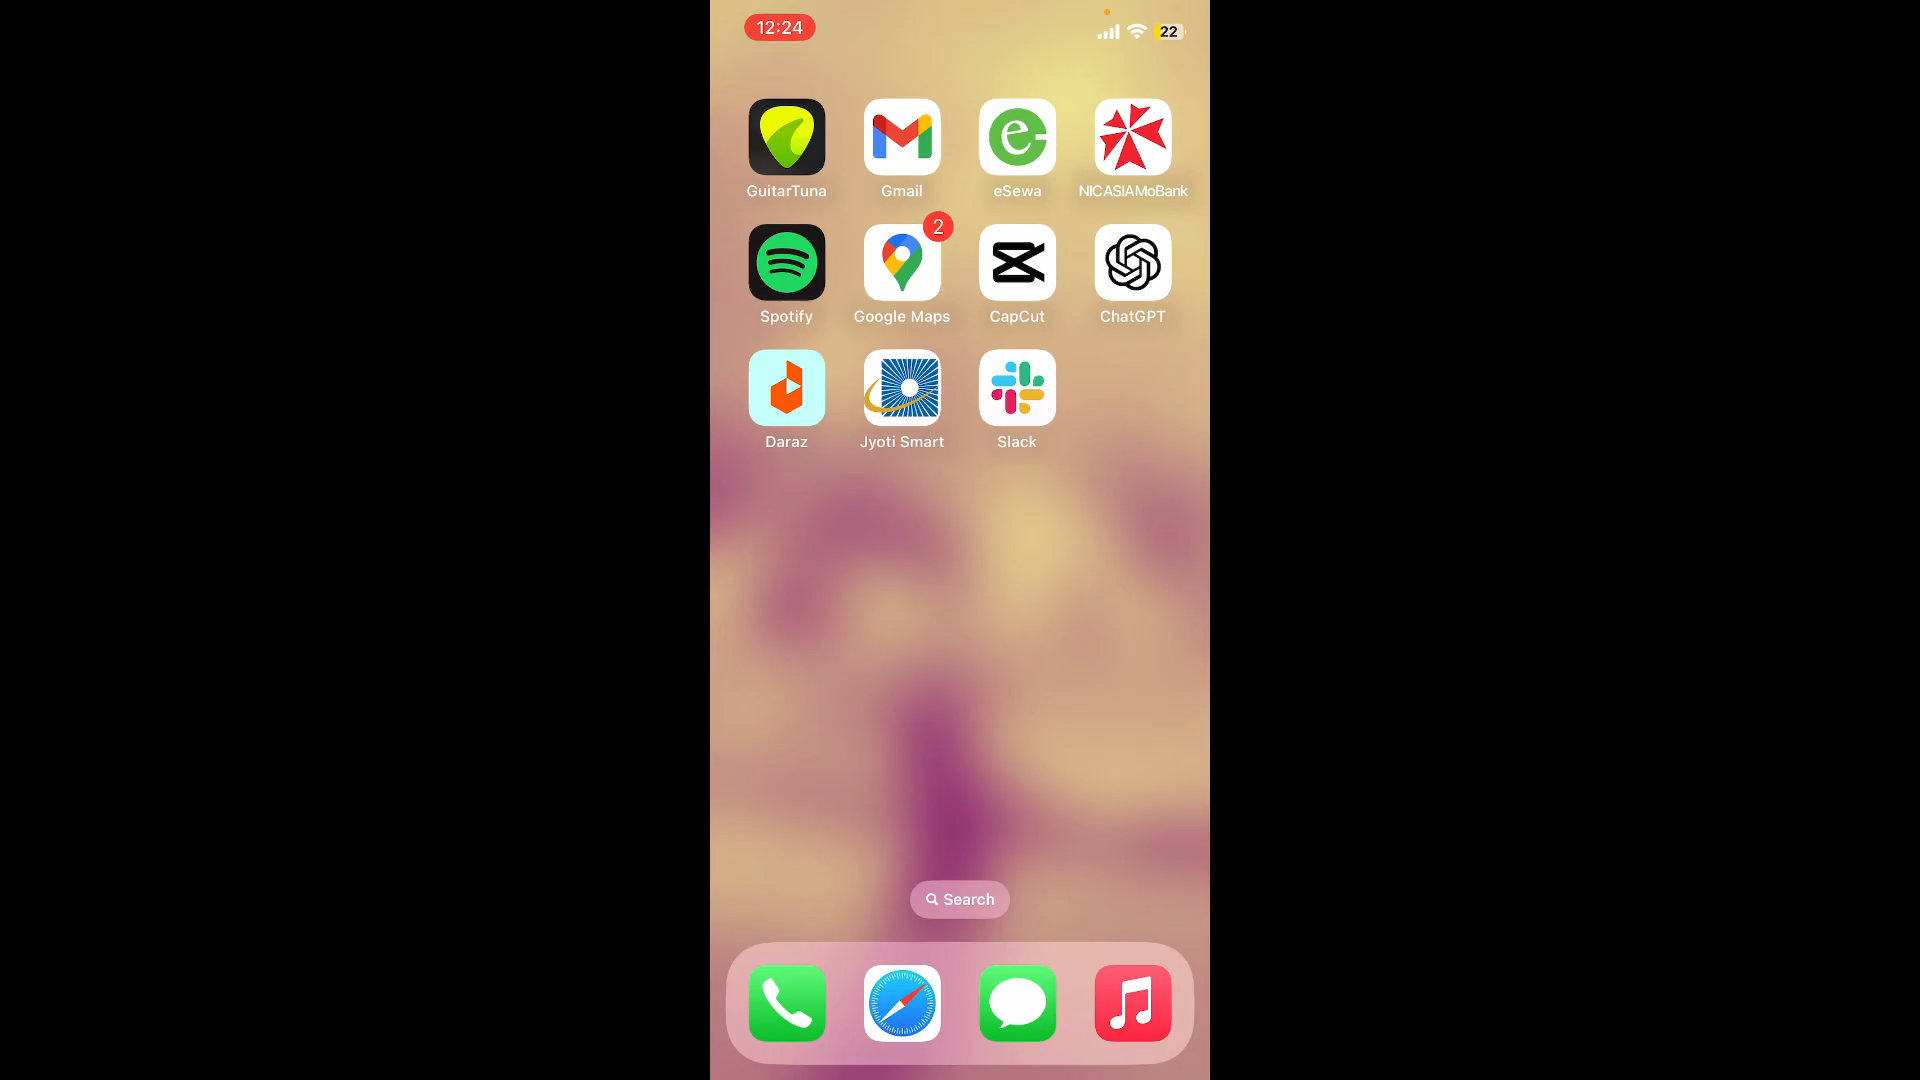 12:24
22
GuitarTuna
Gmail
eSewa
NICASIAMoBank
2
Spotify
Google Maps
CapCut
ChatGPT
Daraz
Jyoti Smart
Slack
Search